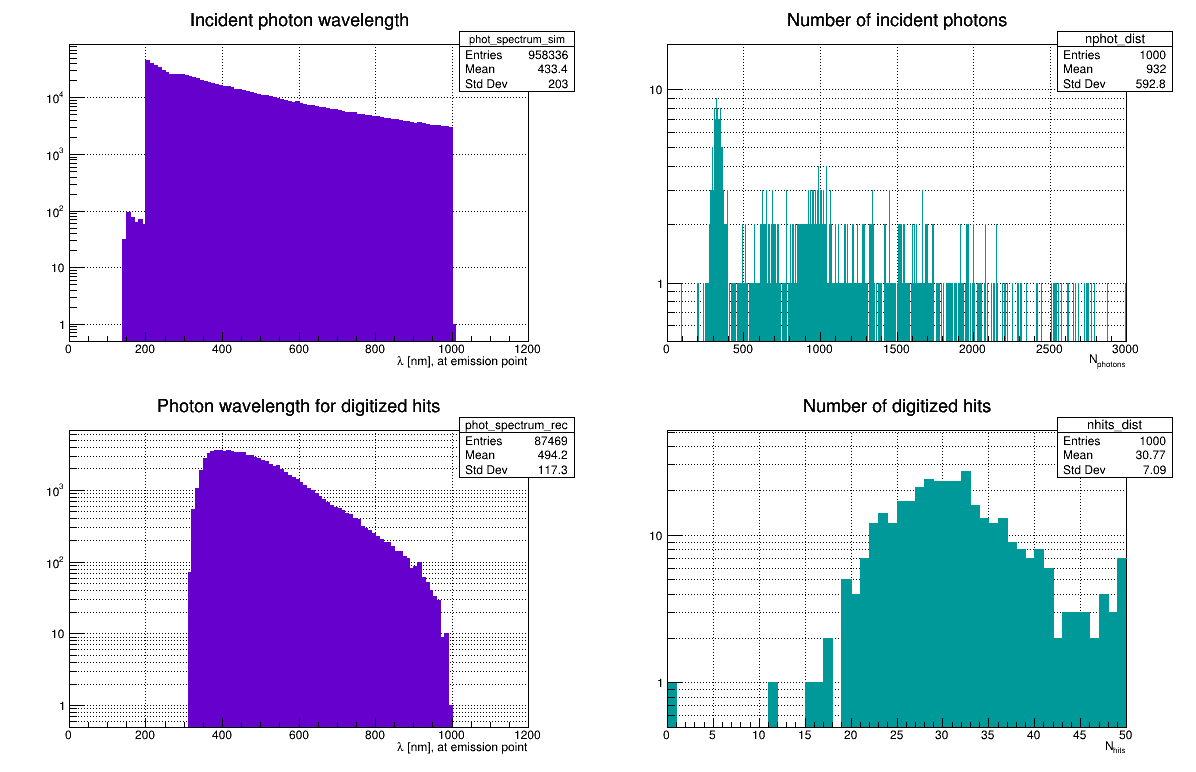 Incident photon wavelength
phot_spectrum_sim
Entries 958336
Mean 433.4
Std Dev 203
10^4
10^3
10^2
10
1
0 200 400 600 800 1000 1200
λ [nm], at emission point
Number of incident photons
nphot_dist
Entries 1000
Mean 932
Std Dev 592.8
10
1
0 500 1000 1500 2000 2500 3000
N_photons
Photon wavelength for digitized hits
phot_spectrum_rec
Entries 87469
Mean 494.2
Std Dev 117.3
10^3
10^2
10
1
0 200 400 600 800 1000 1200
λ [nm], at emission point
Number of digitized hits
nhits_dist
Entries 1000
Mean 30.77
Std Dev 7.09
10
1
0 5 10 15 20 25 30 35 40 45 50
N_hits